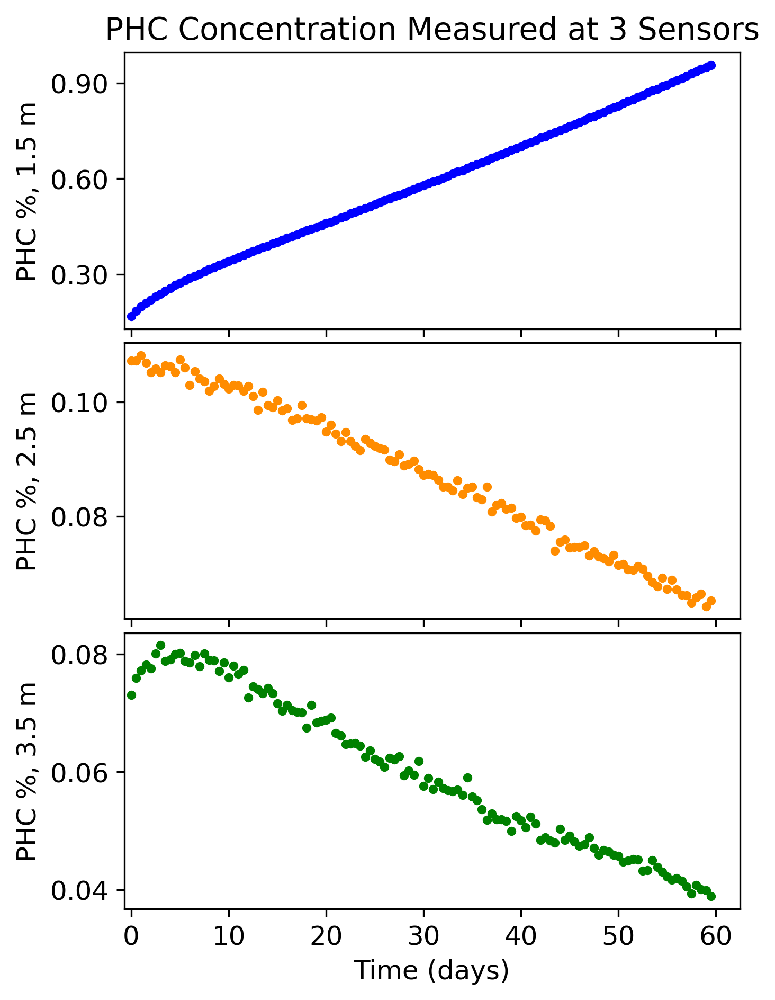 PHC Concentration Measured at 3 Sensors
PHC %, 1.5 m
0.90
0.60
0.30
PHC %, 2.5 m
0.10
0.08
PHC %, 3.5 m
0.08
0.06
0.04
0 10 20 30 40 50 60
Time (days)